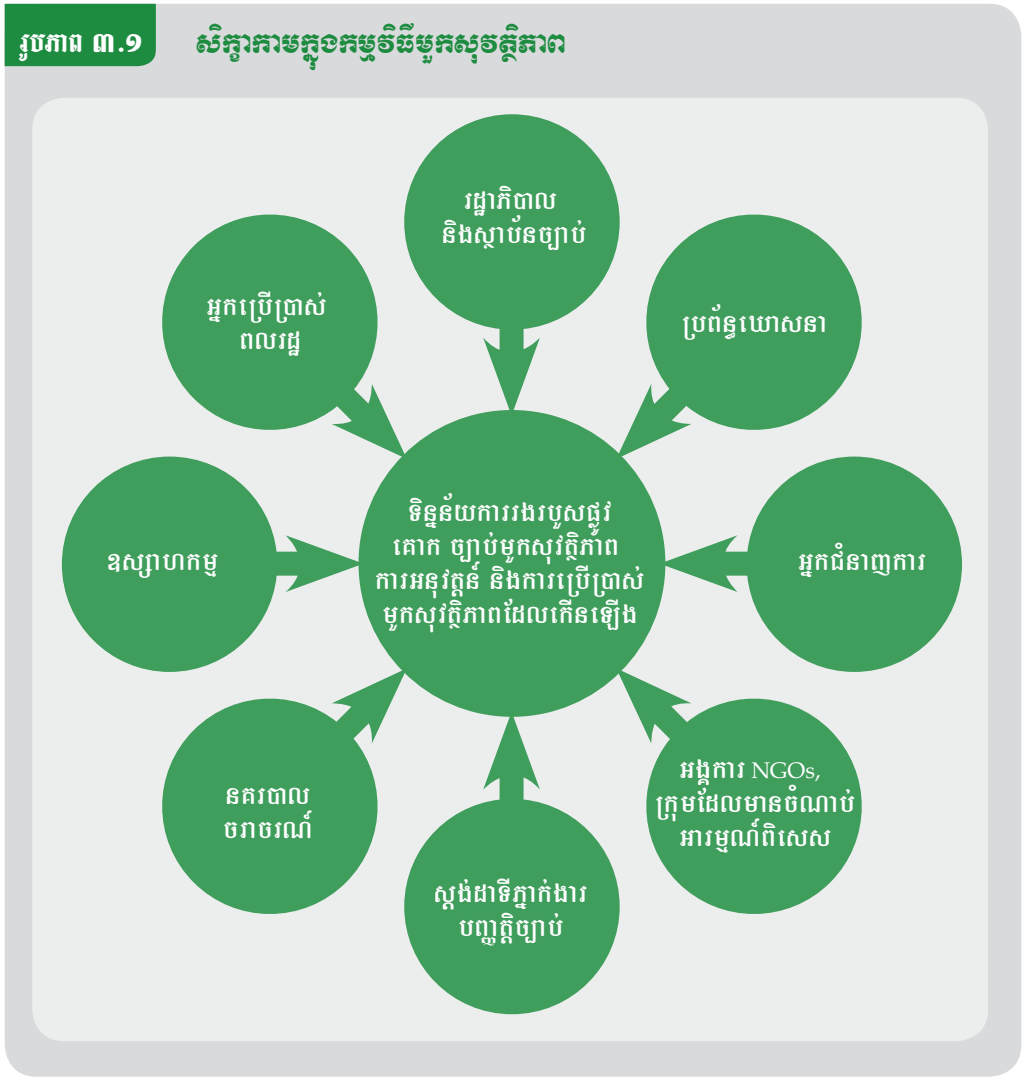 រូបភាព ៣.១
សិក្ខាកាមក្នុងកម្មវិធីមួកសុវត្ថិភាព
រដ្ឋាភិបាល
និងស្ថាប័នច្បាប់
ប្រព័ន្ធឃោសនា
អ្នកជំនាញការ
អង្គការ NGOs,
ក្រុមដែលមានចំណាប់
អារម្មណ៍ពិសេស
ស្តង់ដាទីភ្នាក់ងារ
បញ្ញត្តិច្បាប់
នគរបាល
ចរាចរណ៍
ឧស្សាហកម្ម
អ្នកប្រើប្រាស់
ពលរដ្ឋ
ទិន្នន័យការរងរបួសផ្លូវ
គោក ច្បាប់មួកសុវត្ថិភាព
ការអនុវត្តន៍ និងការប្រើប្រាស់
មួកសុវត្ថិភាពដែលកើនឡើង